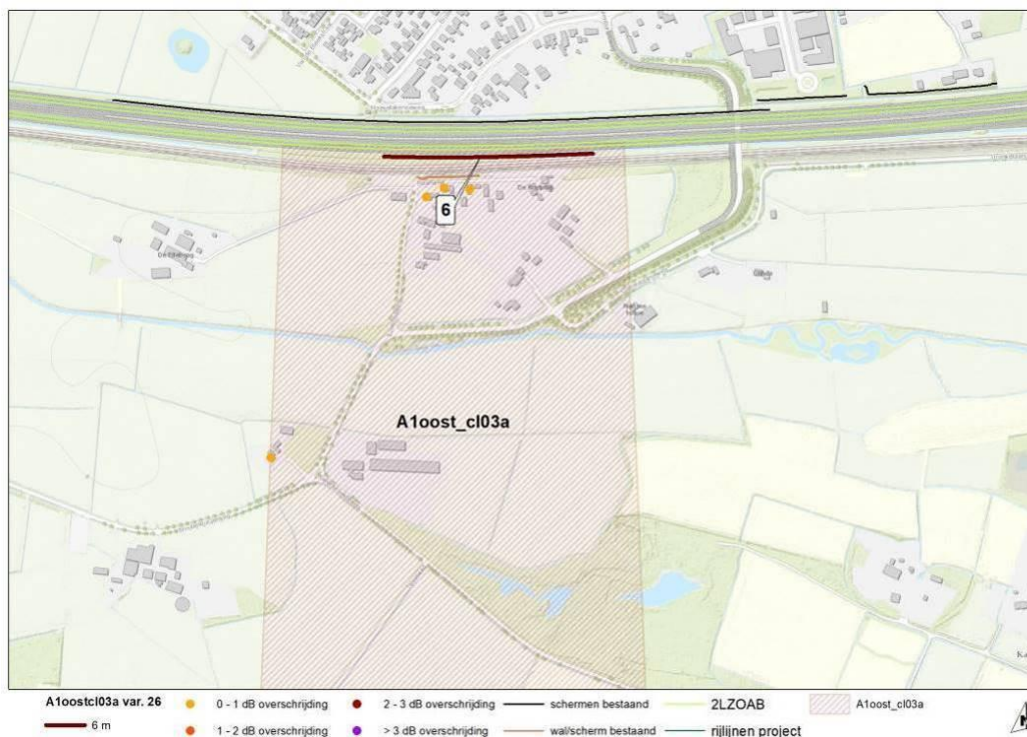 6
A1oost_cl03a
A1oostcl03a var. 26
6 m
0 - 1 dB overschrijding
1 - 2 dB overschrijding
2 - 3 dB overschrijding
> 3 dB overschrijding
schermen bestaand
wal/scherm bestaand
2LZOAB
rijlijnen project
A1oost_cl03a